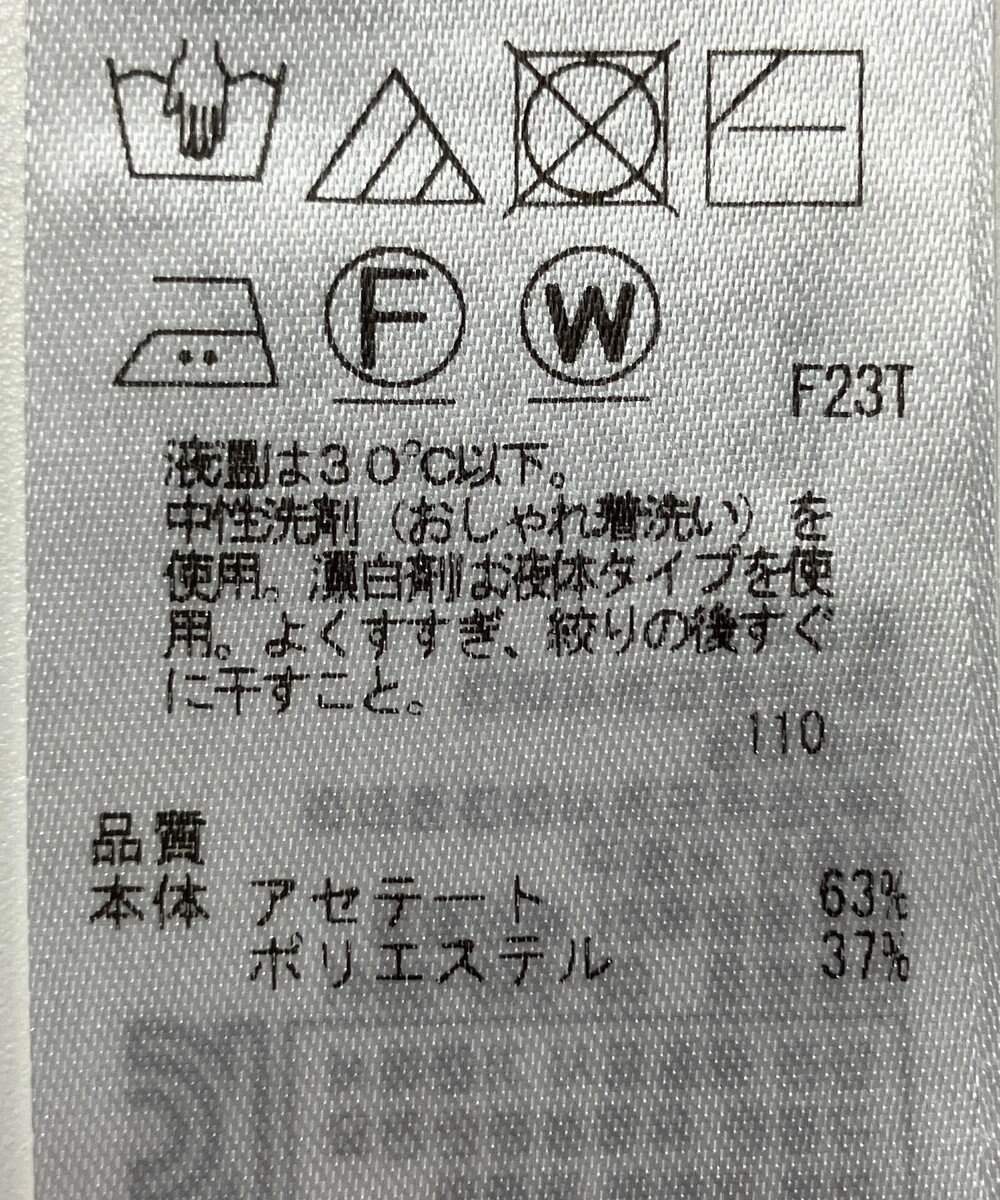 F
W
F23T
液温は30℃以下。
中性洗剤(おしゃれ着洗い)を
使用。漂白剤は液体タイプを使
用。よくすすぎ、絞りの後すぐ
に干すこと。
110
品質
本体 アセテート 63%
ポリエステル 37%